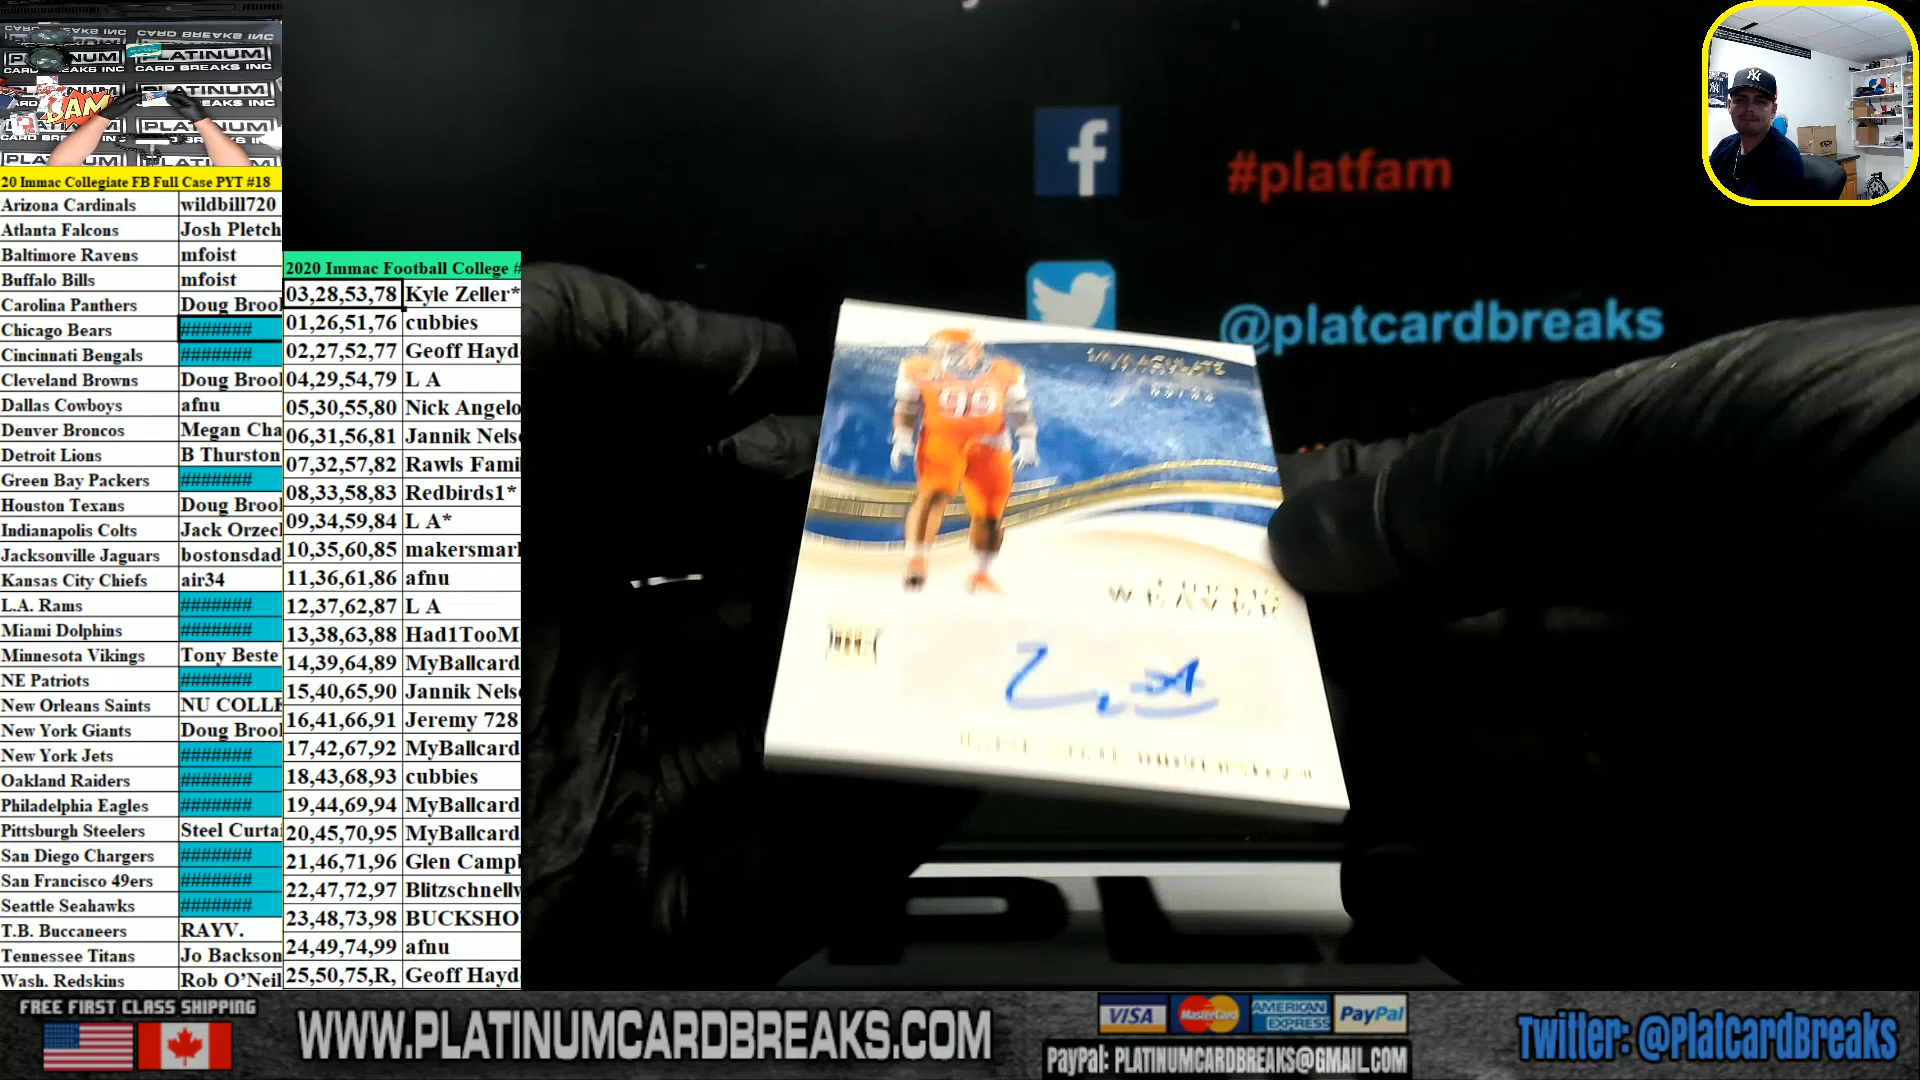 20 Immac Collegiate FB Full Case PYT #18
Arizona Cardinals wildbill720
Atlanta Falcons Josh Pletch
Baltimore Ravens mfoist
Buffalo Bills mfoist
Carolina Panthers Doug Broo
Chicago Bears #######
Cincinnati Bengals #######
Cleveland Browns Doug Broo
Dallas Cowboys afnu
Denver Broncos Megan Cha
Detroit Lions B Thurston
Green Bay Packers #######
Houston Texans Doug Broo
Indianapolis Colts Jack Orzec
Jacksonville Jaguars bostonsdad
Kansas City Chiefs air34
L.A. Rams #######
Miami Dolphins #######
Minnesota Vikings Tony Beste
NE Patriots #######
New Orleans Saints NU COLLE
New York Giants Doug Broo
New York Jets #######
Oakland Raiders #######
Philadelphia Eagles #######
Pittsburgh Steelers Steel Curta
San Diego Chargers #######
San Francisco 49ers #######
Seattle Seahawks #######
T.B. Buccaneers RAYV.
Tennessee Titans Jo Backson
Wash. Redskins Rob O'Neil
2020 Immac Football College #
03,28,53,78 Kyle Zeller*
01,26,51,76 cubbies
02,27,52,77 Geoff Hayd
04,29,54,79 L A
05,30,55,80 Nick Angelo
06,31,56,81 Jannik Nels
07,32,57,82 Rawls Fami
08,33,58,83 Redbirds1*
09,34,59,84 L A*
10,35,60,85 makersmar
11,36,61,86 afnu
12,37,62,87 L A
13,38,63,88 Had1TooM
14,39,64,89 MyBallcard
15,40,65,90 Jannik Nels
16,41,66,91 Jeremy 728
17,42,67,92 MyBallcard
18,43,68,93 cubbies
19,44,69,94 MyBallcard
20,45,70,95 MyBallcard
21,46,71,96 Glen Camp
22,47,72,97 Blitzschnell
23,48,73,98 BUCKSHO
24,49,74,99 afnu
25,50,75,R, Geoff Hayd
PLATINUM
CARD BREAKS INC
#platfam
@platcardbreaks
IMMACULATE
99
WEAVER
FREE FIRST CLASS SHIPPING
WWW.PLATINUMCARDBREAKS.COM
VISA MasterCard AMERICAN EXPRESS PayPal
PayPal: PLATINUMCARDBREAKS@GMAIL.COM
Twitter: @PlatCardBreaks